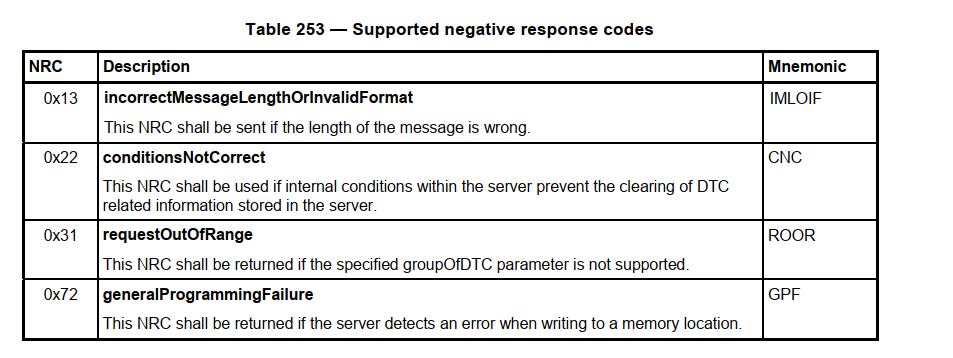 Table 253 — Supported negative response codes
NRC Description Mnemonic
0x13 incorrectMessageLengthOrInvalidFormat IMLOIF
This NRC shall be sent if the length of the message is wrong.
0x22 conditionsNotCorrect CNC
This NRC shall be used if internal conditions within the server prevent the clearing of DTC
related information stored in the server.
0x31 requestOutOfRange ROOR
This NRC shall be returned if the specified groupOfDTC parameter is not supported.
0x72 generalProgrammingFailure GPF
This NRC shall be returned if the server detects an error when writing to a memory location.